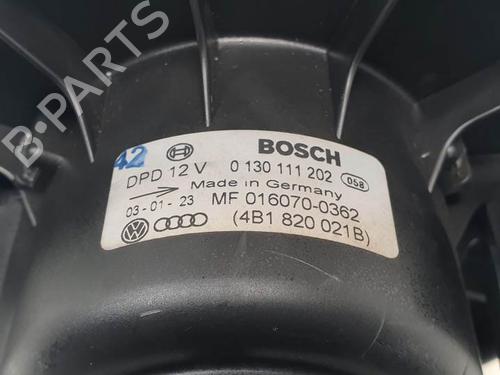 42
BOSCH
DPD 12 V 0 130 111 202 058
Made in Germany
03-01-23 MF 016070-0362
(4B1 820 021B)
B-PARTS